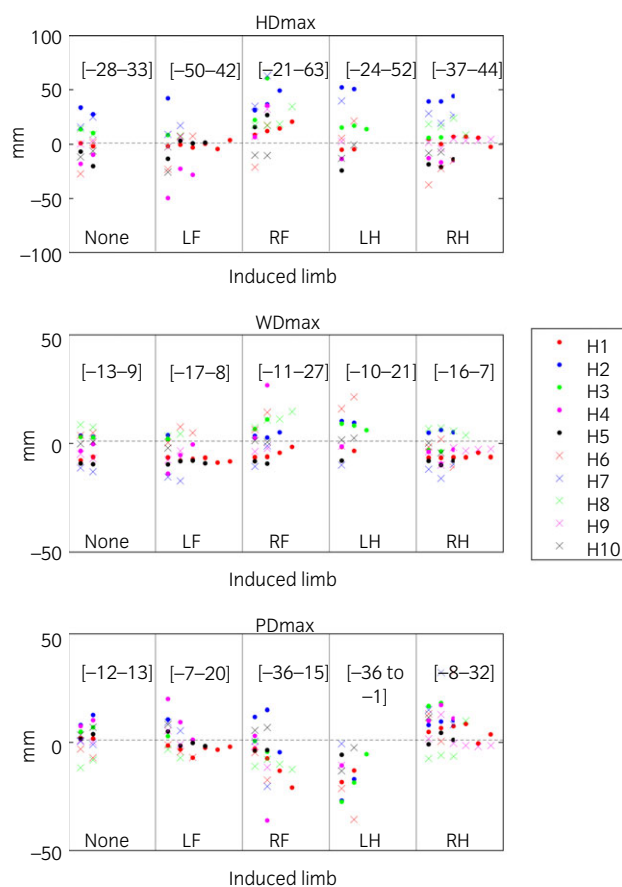 HDmax
100
50
0
−50
−100
mm
[−28–33] [−50–42] [−21–63] [−24–52] [−37–44]
None LF RF LH RH
Induced limb
WDmax
50
0
−50
mm
[−13–9] [−17–8] [−11–27] [−10–21] [−16–7]
None LF RF LH RH
Induced limb
H1
H2
H3
H4
H5
H6
H7
H8
H9
H10
PDmax
50
0
−50
mm
[−12–13] [−7–20] [−36–15] [−36 to −1] [−8–32]
None LF RF LH RH
Induced limb